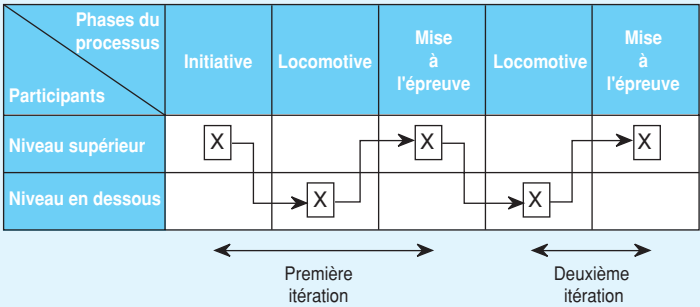 Phases du
processus
Participants
Initiative
Locomotive
Mise
à
l'épreuve
Locomotive
Mise
à
l'épreuve
Niveau supérieur
X
X
X
Niveau en dessous
X
X
Première
itération
Deuxième
itération